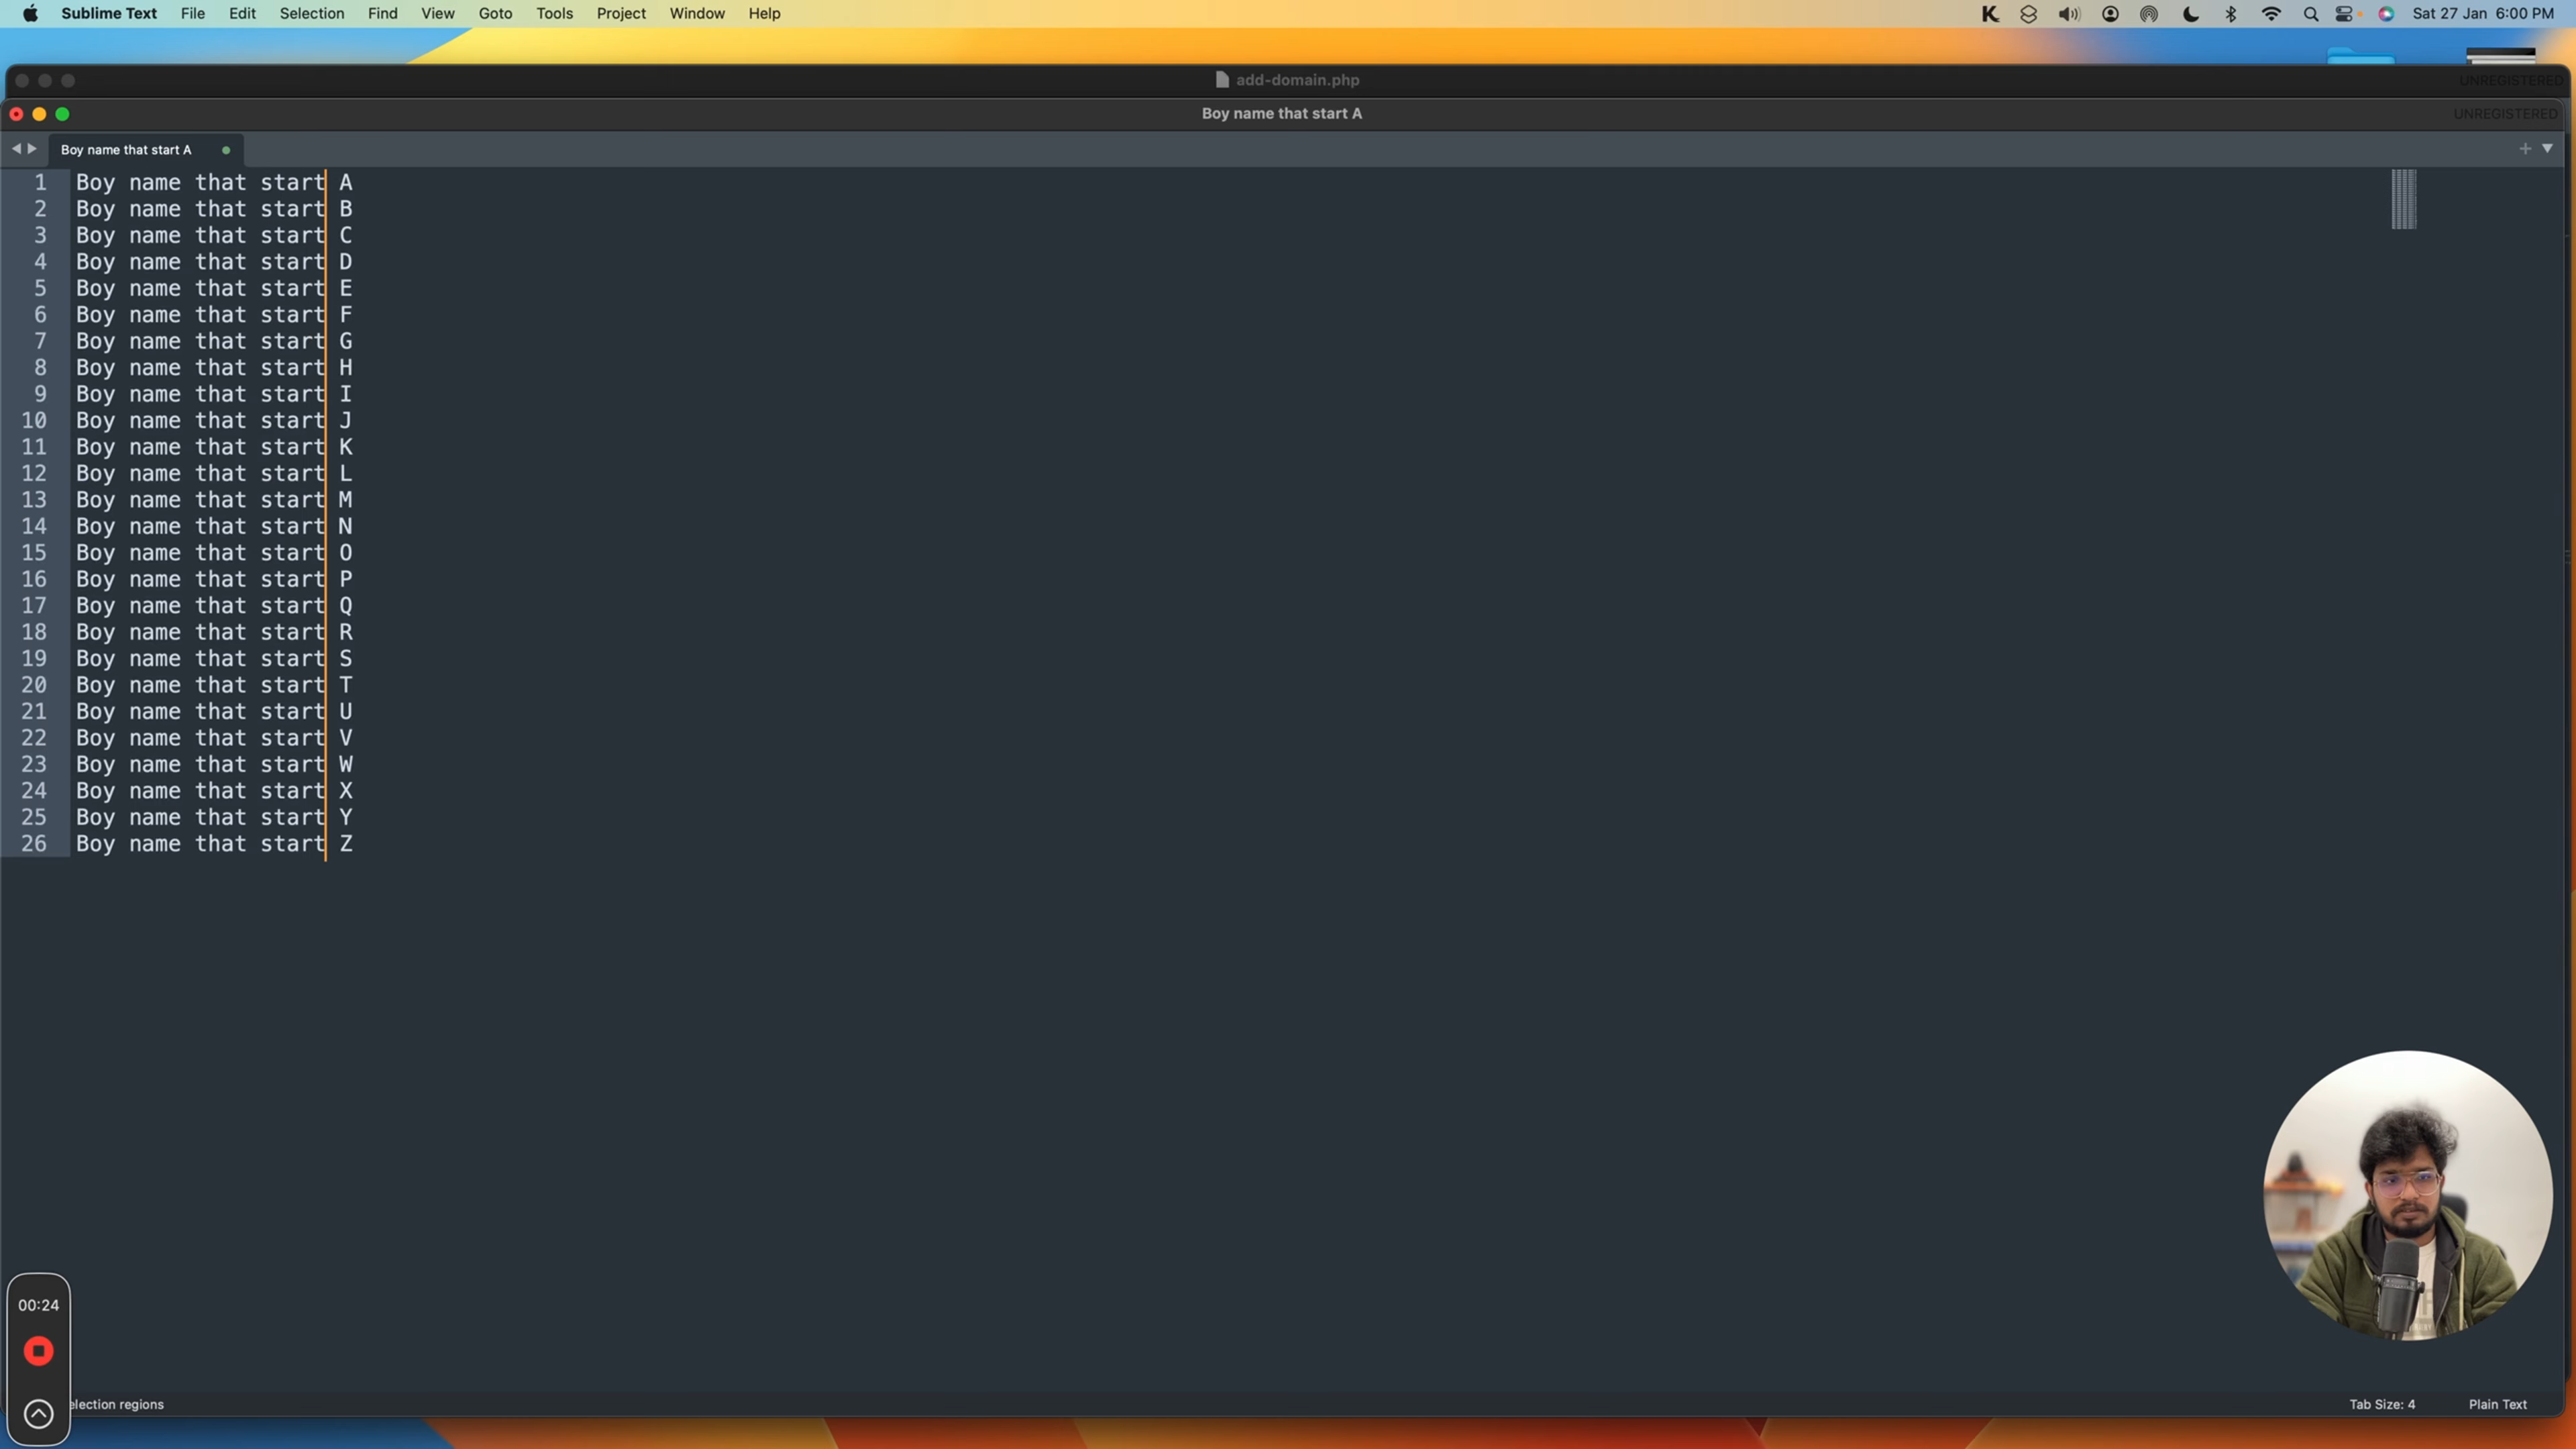 Sublime Text File Edit Selection Find View Goto Tools Project Window Help Sat 27 Jan 6:00 PM
add-domain.php UNREGISTERED
Boy name that start A UNREGISTERED
Boy name that start A
1 Boy name that start A
2 Boy name that start B
3 Boy name that start C
4 Boy name that start D
5 Boy name that start E
6 Boy name that start F
7 Boy name that start G
8 Boy name that start H
9 Boy name that start I
10 Boy name that start J
11 Boy name that start K
12 Boy name that start L
13 Boy name that start M
14 Boy name that start N
15 Boy name that start O
16 Boy name that start P
17 Boy name that start Q
18 Boy name that start R
19 Boy name that start S
20 Boy name that start T
21 Boy name that start U
22 Boy name that start V
23 Boy name that start W
24 Boy name that start X
25 Boy name that start Y
26 Boy name that start Z
00:24
election regions Tab Size: 4 Plain Text